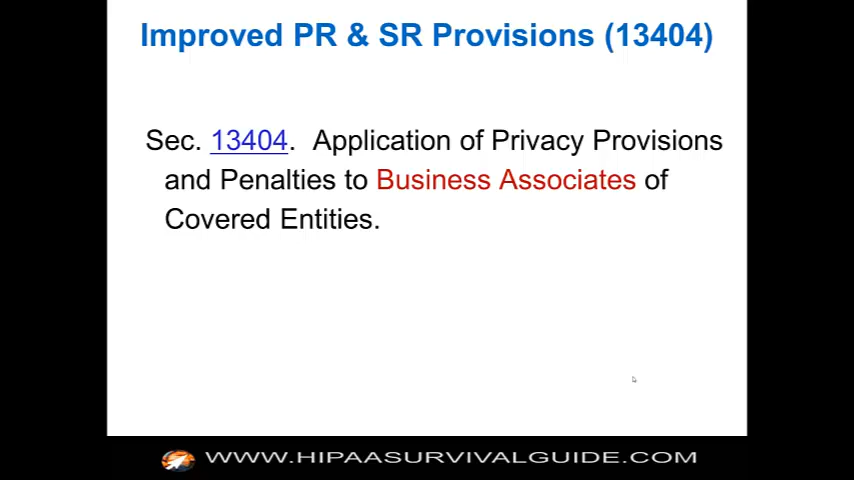 Improved PR & SR Provisions (13404)
Sec. 13404. Application of Privacy Provisions
and Penalties to Business Associates of
Covered Entities.
WWW.HIPAASURVIVALGUIDE.COM